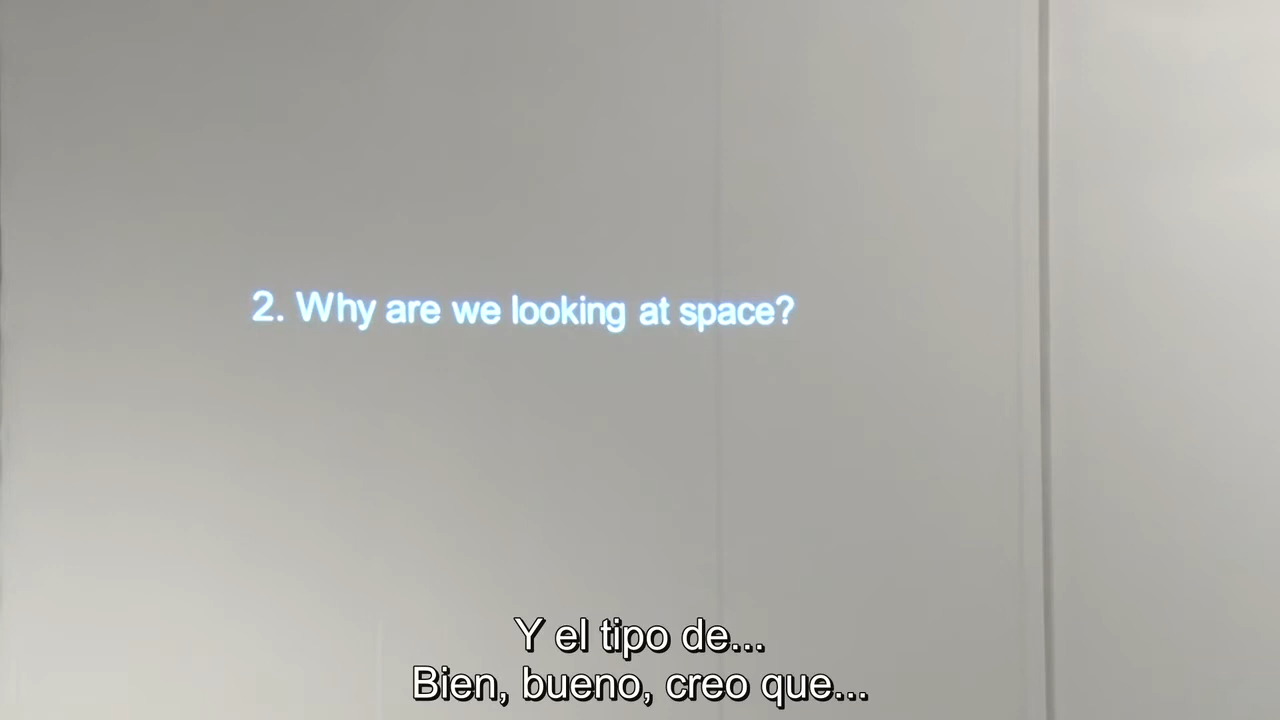 2. Why are we looking at space?
Y el tipo de...
Bien, bueno, creo que...